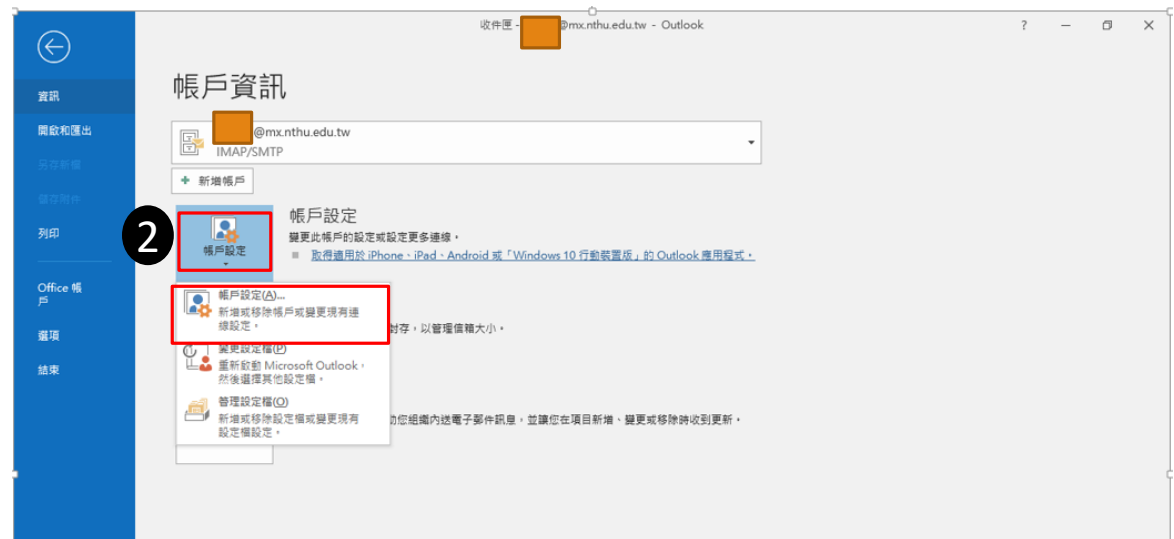 收件匣 - @mx.nthu.edu.tw - Outlook
?
帳戶資訊
資訊
開啟和匯出
另存新檔
儲存附件
列印
Office 帳
戶
選項
結束
@mx.nthu.edu.tw
IMAP/SMTP
+ 新增帳戶
2
帳戶設定
帳戶設定
變更此帳戶的設定或設定更多連線。
取得適用於 iPhone、iPad、Android 或「Windows 10 行動裝置版」的 Outlook 應用程式。
帳戶設定(A)...
新增或移除帳戶或變更現有連
線設定。
封存,以管理信箱大小。
變更設定檔(P)
重新啟動 Microsoft Outlook,
然後選擇其他設定檔。
管理設定檔(O)
新增或移除設定檔或變更現有
設定檔設定。
助您組織內送電子郵件訊息,並讓您在項目新增、變更或移除時收到更新。